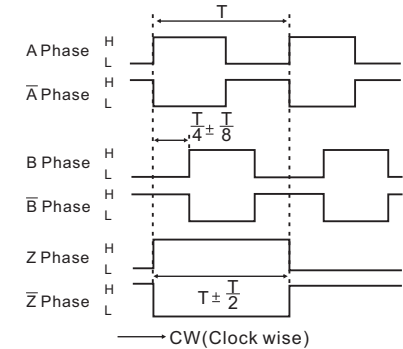 T
A Phase H
L
A̅ Phase H
L
T/4 ± T/8
B Phase H
L
B̅ Phase H
L
Z Phase H
L
Z̅ Phase H
L
T ± T/2
CW(Clock wise)